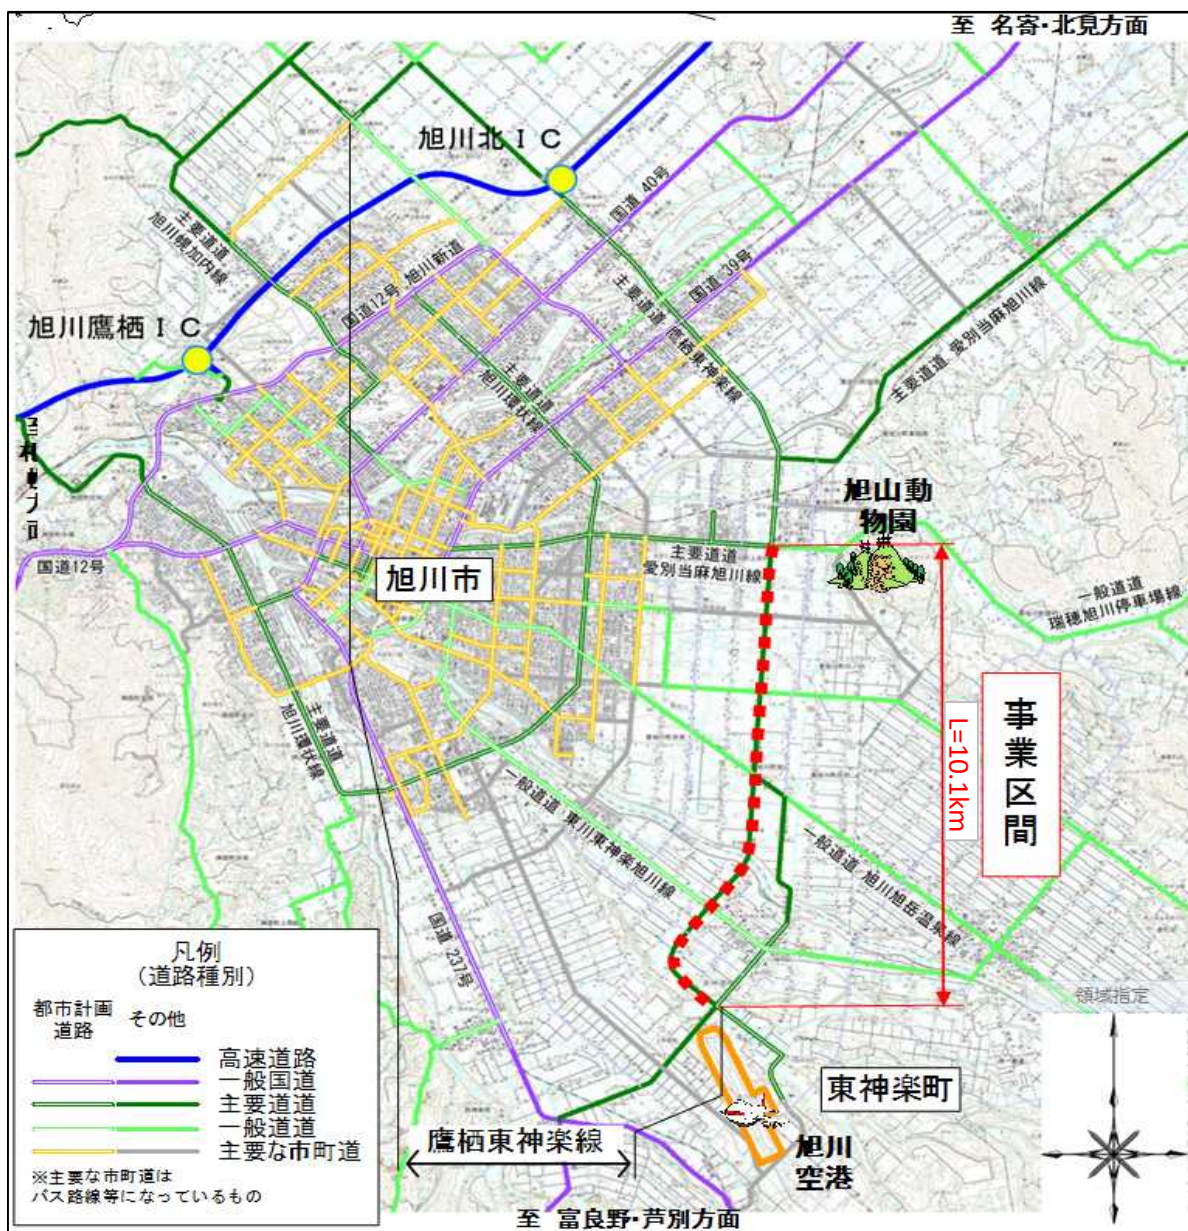 至 名寄・北見方面
旭川北ＩＣ
国道 40号
主要道道
旭川幌加内線
国道12号 旭川新道
国道 39号
主要道道 鷹栖東神楽線
旭川鷹栖ＩＣ
主要道道
旭川環状線
主要道道 愛別当麻旭川線
旭山動
物園
国道12号
旭川市
主要道道
愛別当麻旭川線
一般道道
瑞穂旭川停車場線
主要道道
旭川環状線
事業区間
L=10.1km
一般道道 東川東神楽旭川線
一般道道 旭川旭岳温泉線
国道 237号
領域指定
凡例
（道路種別）
都市計画
道路
その他
高速道路
一般国道
主要道道
一般道道
主要な市町道
※主要な市町道は
バス路線等になっているもの
東神楽町
鷹栖東神楽線
旭川
空港
至 富良野・芦別方面